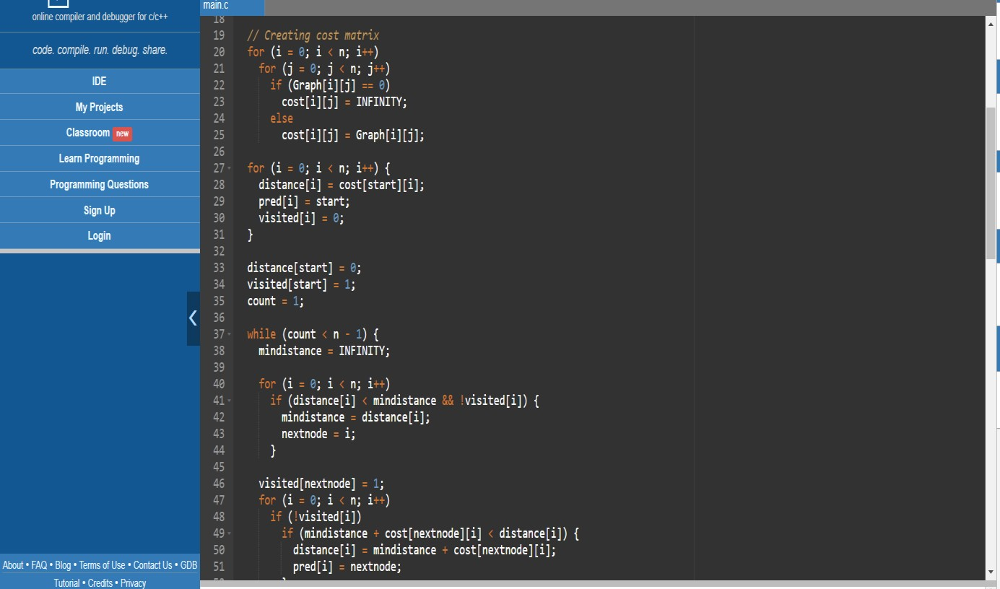 online compiler and debugger for c/c++
code. compile. run. debug. share.
IDE
My Projects
Classroom new
Learn Programming
Programming Questions
Sign Up
Login
About • FAQ • Blog • Terms of Use • Contact Us • GDB
Tutorial • Credits • Privacy
main.c
18
19 // Creating cost matrix
20 for (i = 0; i < n; i++)
21 for (j = 0; j < n; j++)
22 if (Graph[i][j] == 0)
23 cost[i][j] = INFINITY;
24 else
25 cost[i][j] = Graph[i][j];
26
27 for (i = 0; i < n; i++) {
28 distance[i] = cost[start][i];
29 pred[i] = start;
30 visited[i] = 0;
31 }
32
33 distance[start] = 0;
34 visited[start] = 1;
35 count = 1;
36
37 while (count < n - 1) {
38 mindistance = INFINITY;
39
40 for (i = 0; i < n; i++)
41 if (distance[i] < mindistance && !visited[i]) {
42 mindistance = distance[i];
43 nextnode = i;
44 }
45
46 visited[nextnode] = 1;
47 for (i = 0; i < n; i++)
48 if (!visited[i])
49 if (mindistance + cost[nextnode][i] < distance[i]) {
50 distance[i] = mindistance + cost[nextnode][i];
51 pred[i] = nextnode;